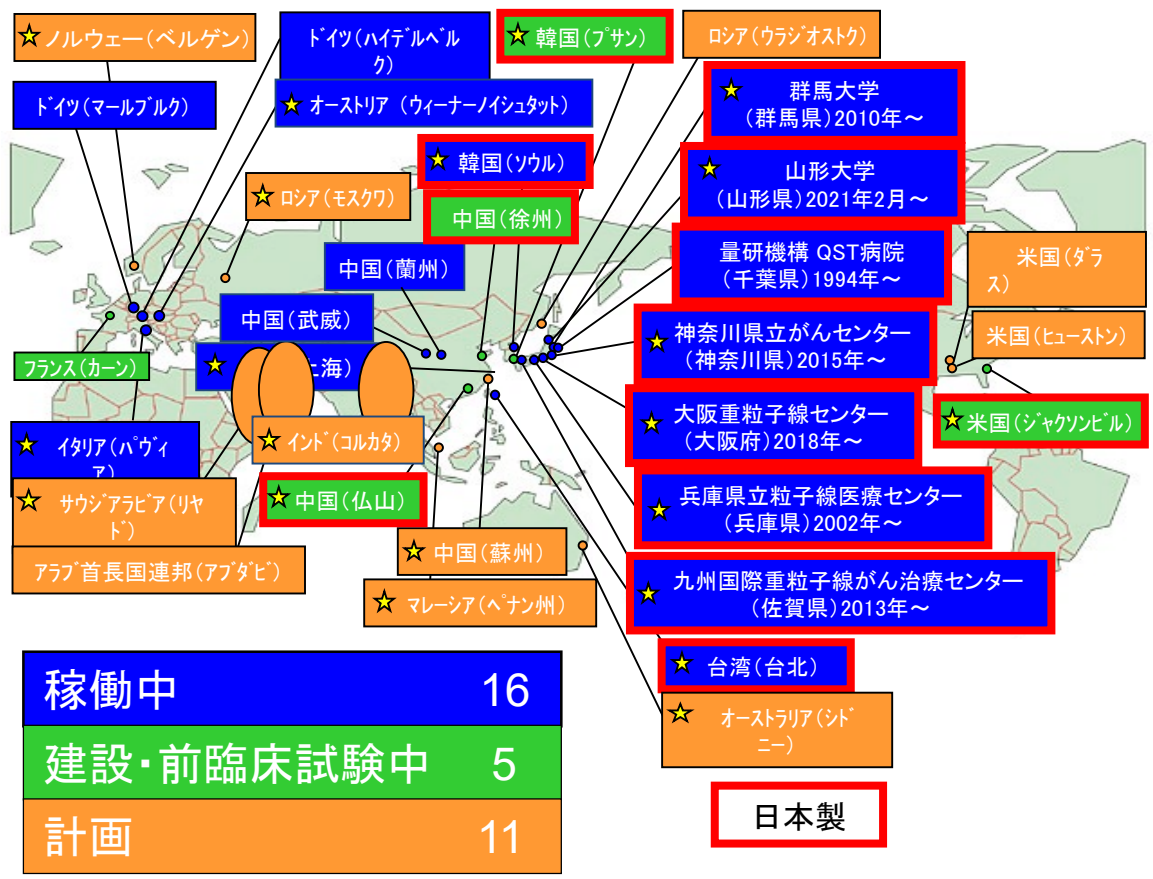 ノルウェー(ベルゲン)
ドイツ(ハイデルベル
ク)
韓国(プサン)
ロシア(ウラジオストク)
ドイツ(マールブルク)
オーストリア (ウィーナーノイシュタット)
群馬大学
(群馬県)2010年～
韓国(ソウル)
山形大学
(山形県)2021年2月～
ロシア(モスクワ)
中国(徐州)
中国(蘭州)
量研機構 QST病院
(千葉県)1994年～
米国(ダラ
ス)
中国(武威)
神奈川県立がんセンター
(神奈川県)2015年～
米国(ヒューストン)
フランス(カーン)
上海)
大阪重粒子線センター
(大阪府)2018年～
米国(ジャクソンビル)
イタリア(パヴィ
ア)
インド(コルカタ)
サウジアラビア(リヤ
ド)
中国(仏山)
兵庫県立粒子線医療センター
(兵庫県)2002年～
アラブ首長国連邦(アブダビ)
中国(蘇州)
マレーシア(ペナン州)
九州国際重粒子線がん治療センター
(佐賀県)2013年～
台湾(台北)
オーストラリア(シド
ニー)
稼働中 16
建設・前臨床試験中 5
計画 11
日本製